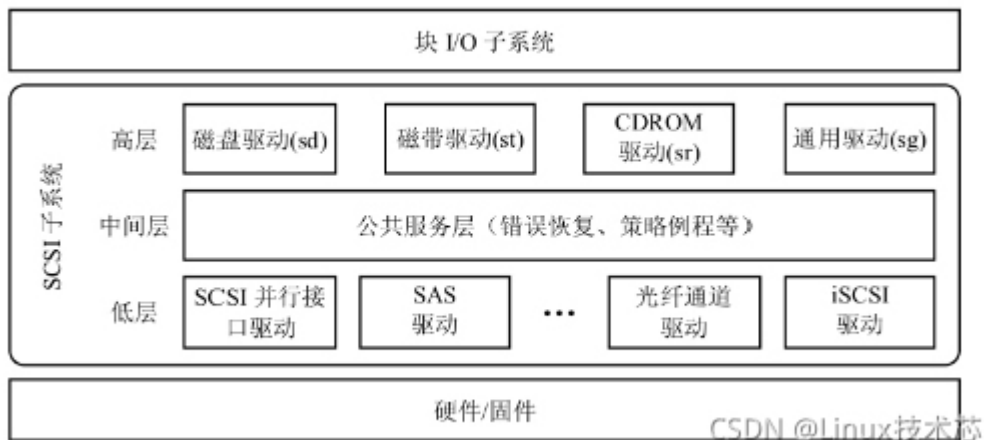 块 I/O 子系统
SCSI 子系统
高层
磁盘驱动(sd)
磁带驱动(st)
CDROM
驱动(sr)
通用驱动(sg)
中间层
公共服务层（错误恢复、策略例程等）
低层
SCSI 并行接
口驱动
SAS
驱动
•••
光纤通道
驱动
iSCSI
驱动
硬件/固件
CSDN @Linux技术芯